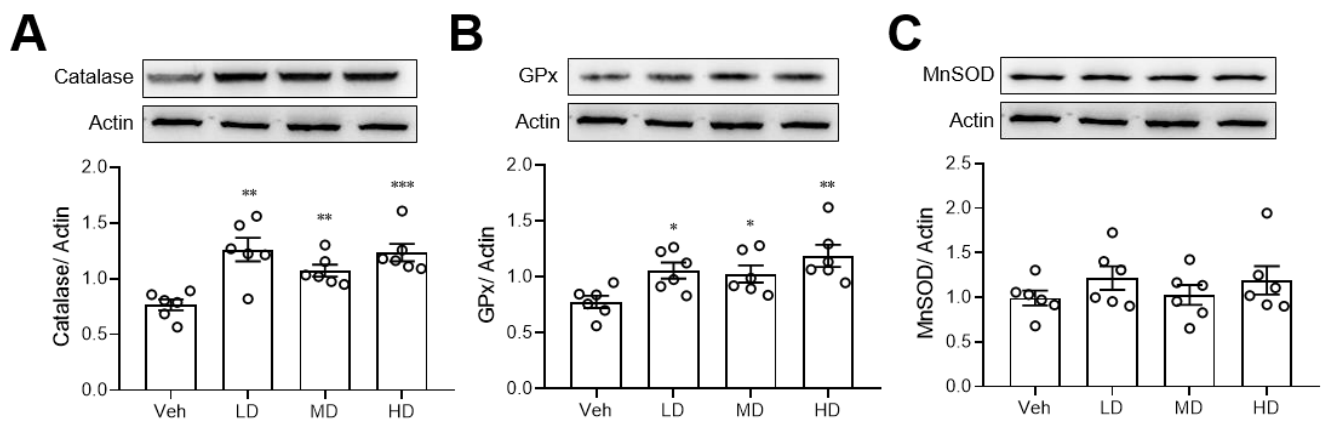 A
Catalase
Actin
Catalase/ Actin
2.0
1.5
1.0
0.5
0.0
**
**
***
Veh LD MD HD
B
GPx
Actin
GPx/ Actin
2.0
1.5
1.0
0.5
0.0
*
*
**
Veh LD MD HD
C
MnSOD
Actin
MnSOD/ Actin
2.5
2.0
1.5
1.0
0.5
0.0
Veh LD MD HD